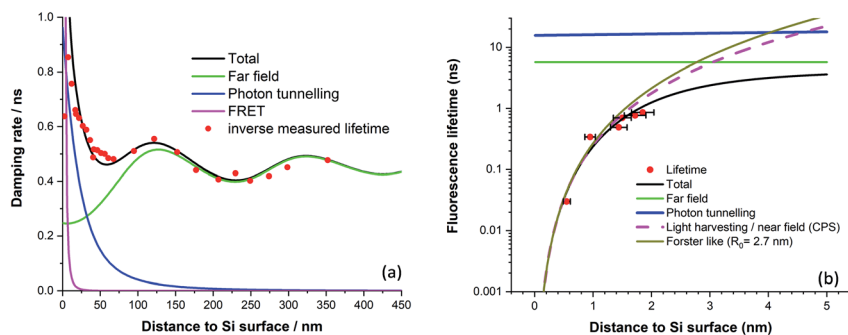 Damping rate / ns
1.0
0.8
0.6
0.4
0.2
0.0
Total
Far field
Photon tunnelling
FRET
inverse measured lifetime
(a)
0 50 100 150 200 250 300 350 400 450
Distance to Si surface / nm
Fluorescence lifetime (ns)
100
10
1
0.1
0.01
0.001
Lifetime
Total
Far field
Photon tunnelling
Light harvesting / near field (CPS)
Forster like (R0= 2.7 nm)
(b)
0 1 2 3 4 5
Distance to Si surface (nm)